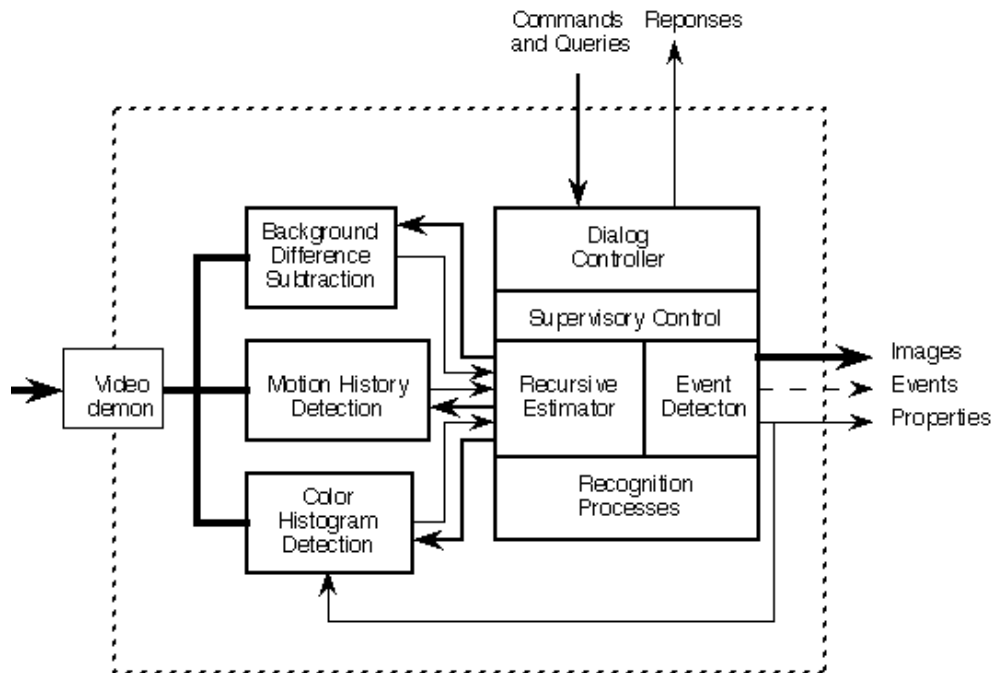 Commands
and Queries
Reponses
Background
Difference
Subtraction
Dialog
Controller
Supervisory Control
Video
demon
Motion History
Detection
Recursive
Estimator
Event
Detecton
Images
Events
Properties
Color
Histogram
Detection
Recognition
Processes